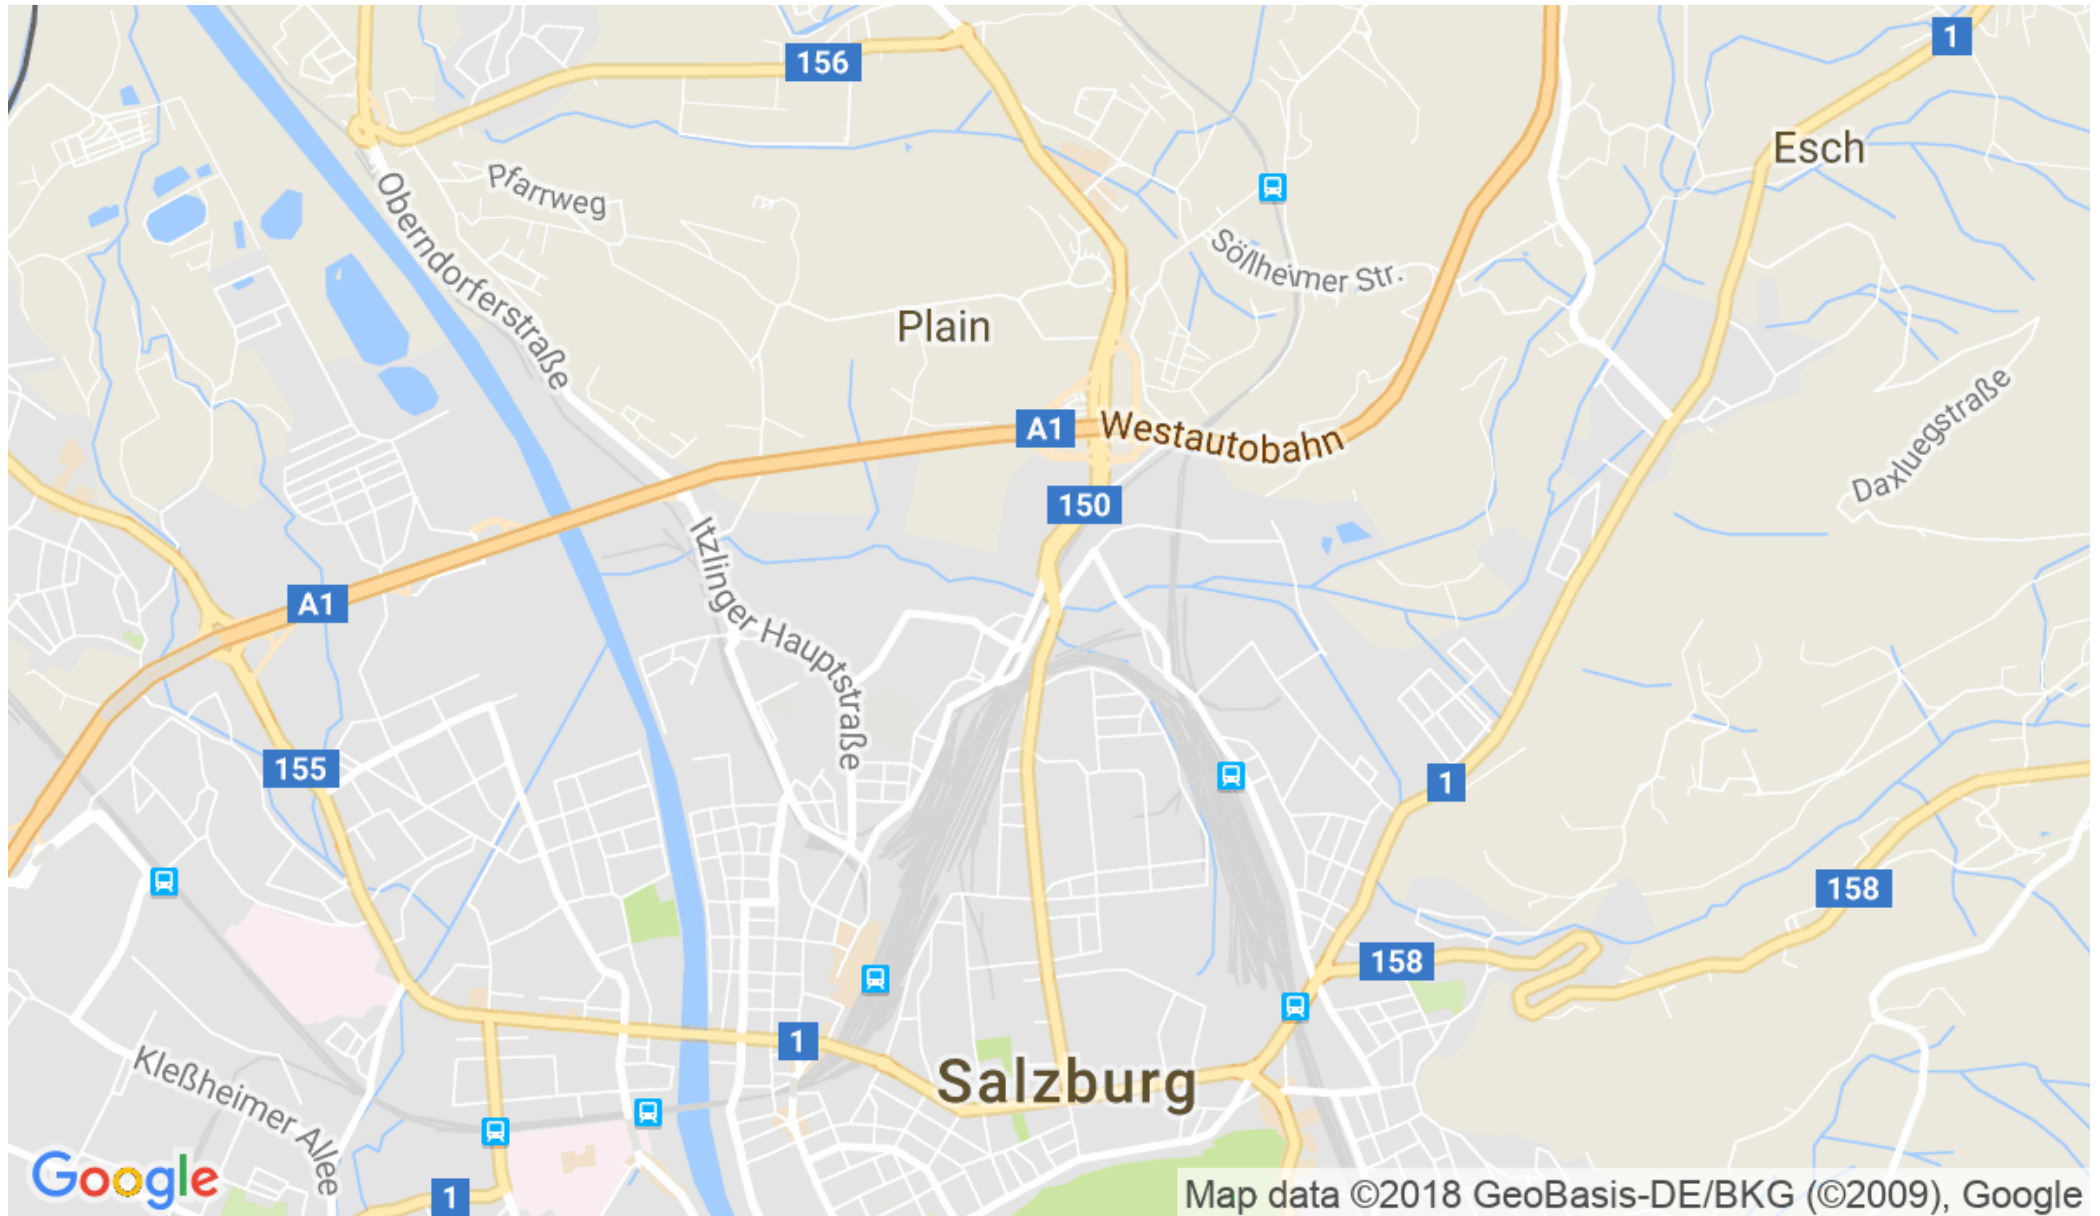 1
156
Esch
Pfarrweg
Oberndorferstraße
Söllheimer Str.
Plain
Daxluegstraße
A1
Westautobahn
150
Itzlinger Hauptstraße
A1
155
1
158
158
1
Salzburg
Kleßheimer Allee
Google
1
Map data ©2018 GeoBasis-DE/BKG (©2009), Google